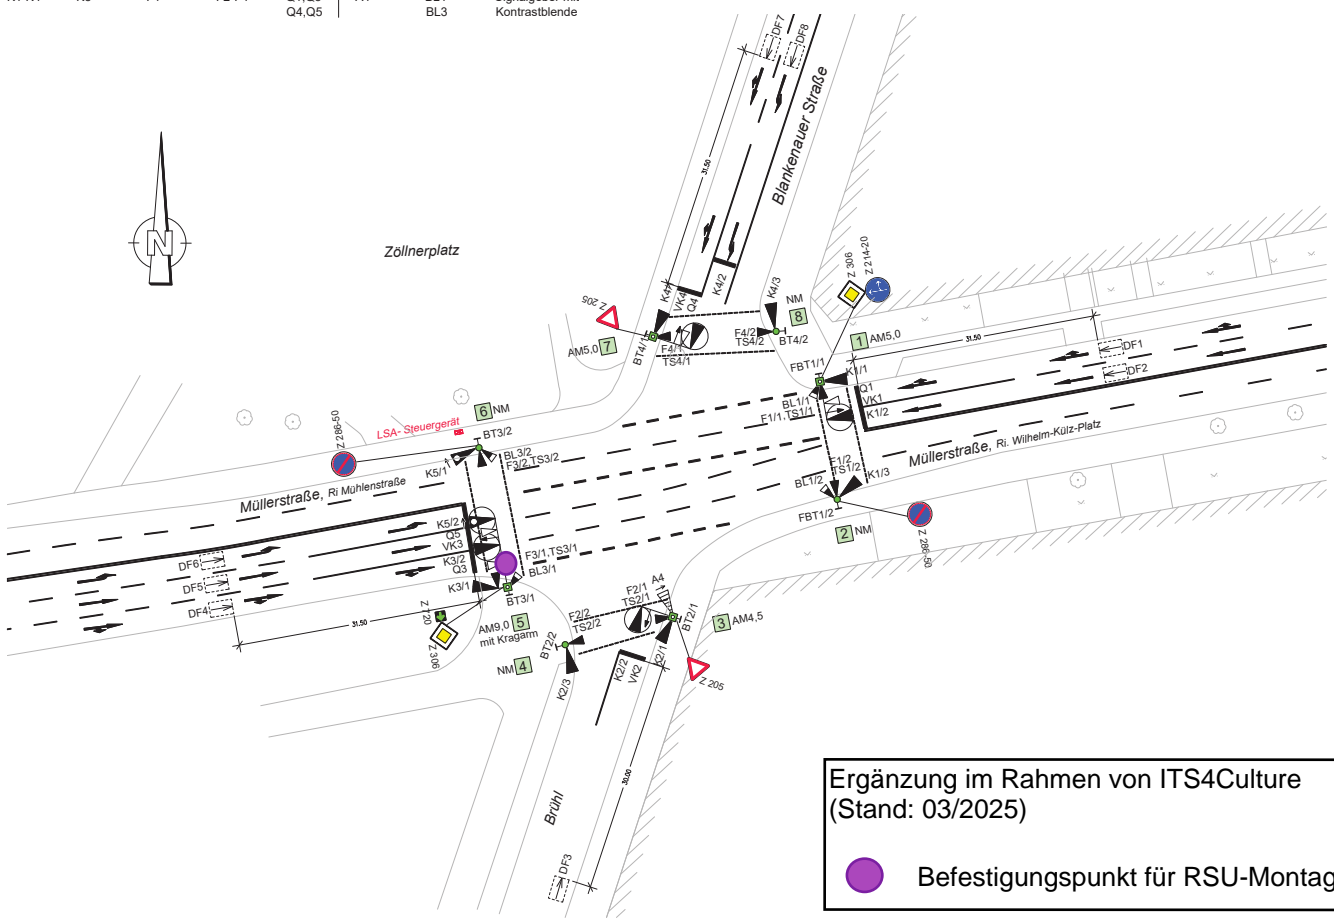 Q4,Q5
BL3
Kontrastblende
DF7
DF8
31.50
Blankenauer Straße
N
Zöllnerplatz
Z 205
K4/1
VK4
Q4
K4/2
K4/3
NM
8
Z 306
Z 214-20
AM5,0
7
BT4/1
F4/1
TS4/1
F4/2
TS4/2
BT4/2
1
AM5,0
31.50
DF1
DF2
FBT1/1
K1/1
Q1
VK1
K1/2
BL1/1
F1/1,TS1/1
6
NM
LSA- Steuergerät
Z 286-50
BT3/2
BL3/2
F3/2,TS3/2
K5/1
Müllerstraße, Ri Mühlenstraße
Müllerstraße, Ri. Wilhelm-Külz-Platz
F1/2
TS1/2
K1/3
BL1/2
FBT1/2
2
NM
Z 286-50
K5/2
Q5
VK3
K3/2
Q3
K3/1
F3/1,TS3/1
BL3/1
BT3/1
DF6
DF5
DF4
31.50
Z 720
Z 306
AM9,0
5
mit Kragarm
NM
4
F2/2
TS2/2
BT2/2
F2/1
TS2/1
A4
BT2/1
3
AM4,5
K2/3
K2/2
VK2
K2/1
Z 205
30.00
Brühl
DF3
Ergänzung im Rahmen von ITS4Culture
(Stand: 03/2025)
Befestigungspunkt für RSU-Montag